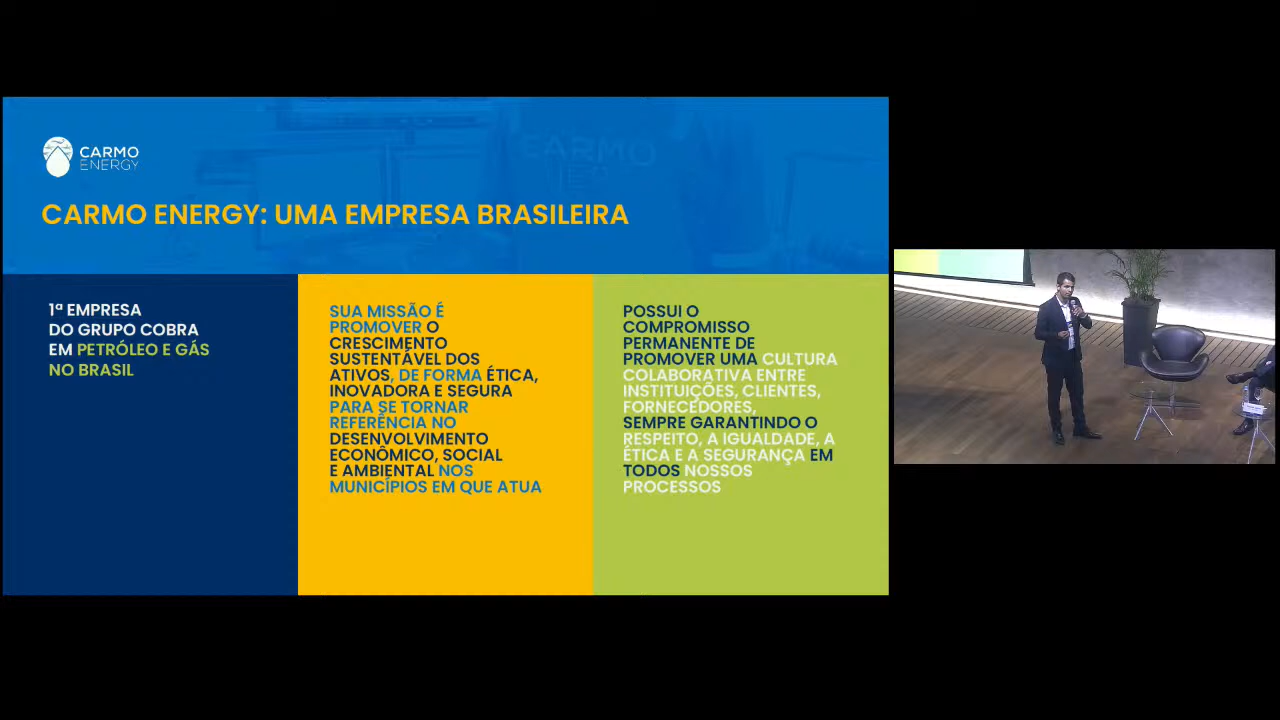 CARMO
ENERGY
CARMO
CARMO ENERGY: UMA EMPRESA BRASILEIRA
1ª EMPRESA
DO GRUPO COBRA
EM PETRÓLEO E GÁS
NO BRASIL
SUA MISSÃO É
PROMOVER O
CRESCIMENTO
SUSTENTÁVEL DOS
ATIVOS, DE FORMA ÉTICA,
INOVADORA E SEGURA
PARA SE TORNAR
REFERÊNCIA NO
DESENVOLVIMENTO
ECONÔMICO, SOCIAL
E AMBIENTAL NOS
MUNICÍPIOS EM QUE ATUA
POSSUI O
COMPROMISSO
PERMANENTE DE
PROMOVER UMA CULTURA
COLABORATIVA ENTRE
INSTITUIÇÕES, CLIENTES,
FORNECEDORES,
SEMPRE GARANTINDO O
RESPEITO, A IGUALDADE, A
ÉTICA E A SEGURANÇA EM
TODOS NOSSOS
PROCESSOS